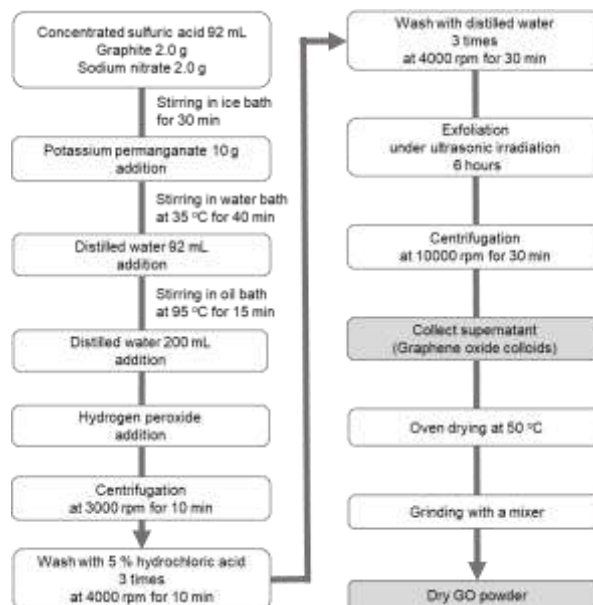 Concentrated sulfuric acid 92 mL
Graphite 2.0 g
Sodium nitrate 2.0 g
Stirring in ice bath
for 30 min
Potassium permanganate 10 g
addition
Stirring in water bath
at 35 °C for 40 min
Distilled water 92 mL
addition
Stirring in oil bath
at 95 °C for 15 min
Distilled water 200 mL
addition
Hydrogen peroxide
addition
Centrifugation
at 3000 rpm for 10 min
Wash with 5 % hydrochloric acid
3 times
at 4000 rpm for 10 min
Wash with distilled water
3 times
at 4000 rpm for 30 min
Exfoliation
under ultrasonic irradiation
6 hours
Centrifugation
at 10000 rpm for 30 min
Collect supernatant
(Graphene oxide colloids)
Oven drying at 50 °C
Grinding with a mixer
Dry GO powder